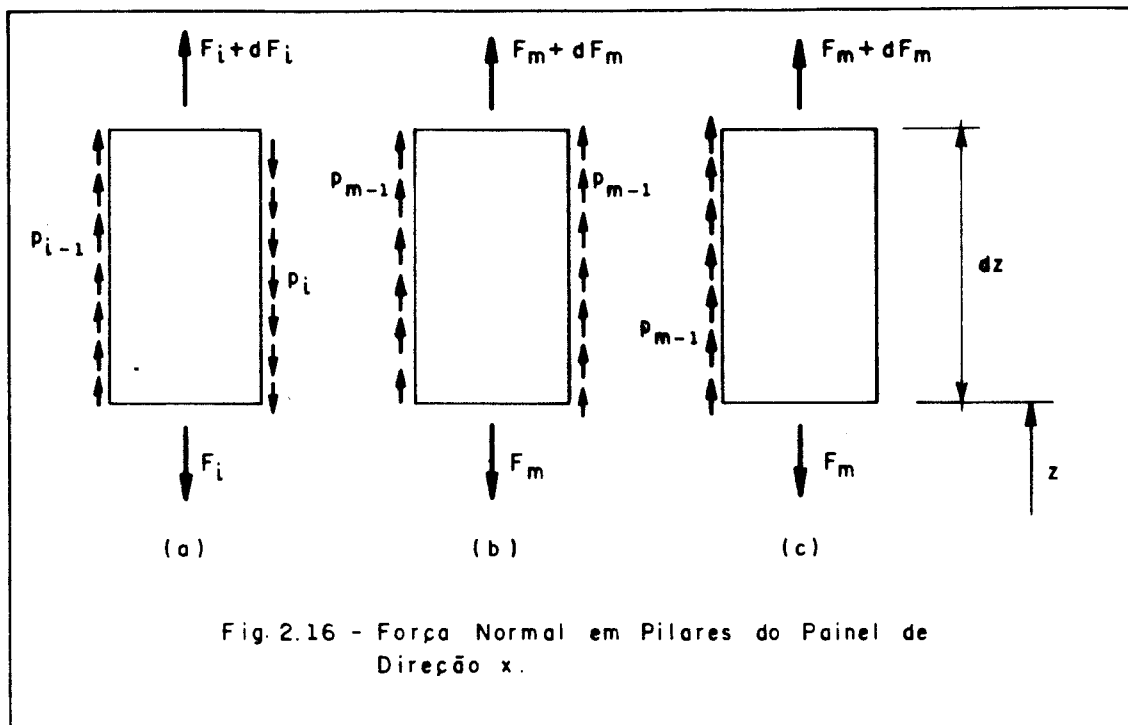 F_i + dF_i
F_m + dF_m
F_m + dF_m
p_{i-1}
p_i
p_{m-1}
p_{m-1}
p_{m-1}
dz
F_i
F_m
F_m
z
(a)
(b)
(c)
Fig. 2.16 - Força Normal em Pilares do Painel de
Direção x.